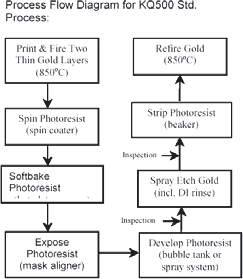 Process Flow Diagram for KQ500 Std.
Process:
Print & Fire Two
Thin Gold Layers
(850°C)
Spin Photoresist
(spin coater)
Softbake
Photoresist
Expose
Photoresist
(mask aligner)
Develop Photoresist
(bubble tank or
spray system)
Inspection
Spray Etch Gold
(incl. DI rinse)
Inspection
Strip Photoresist
(beaker)
Refire Gold
(850°C)